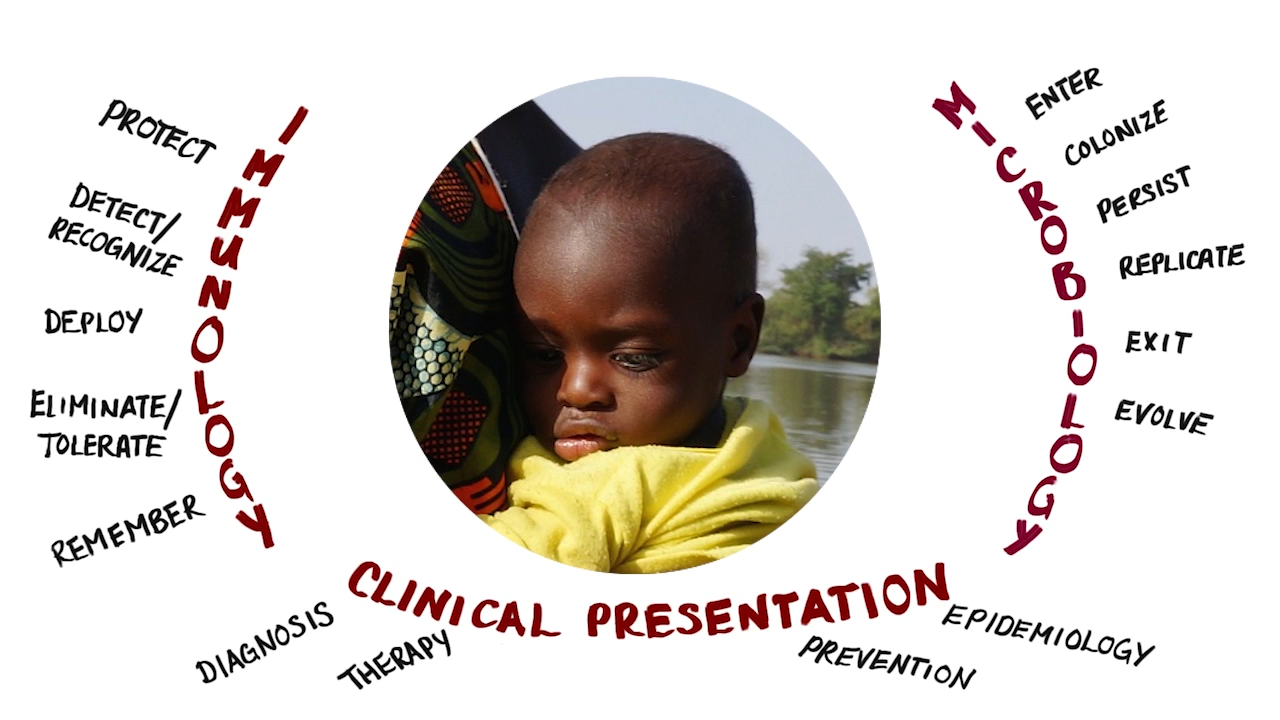 IMMUNOLOGY
PROTECT
DETECT/
RECOGNIZE
DEPLOY
ELIMINATE/
TOLERATE
REMEMBER
MICROBIOLOGY
ENTER
COLONIZE
PERSIST
REPLICATE
EXIT
EVOLVE
CLINICAL PRESENTATION
DIAGNOSIS
THERAPY
PREVENTION
EPIDEMIOLOGY